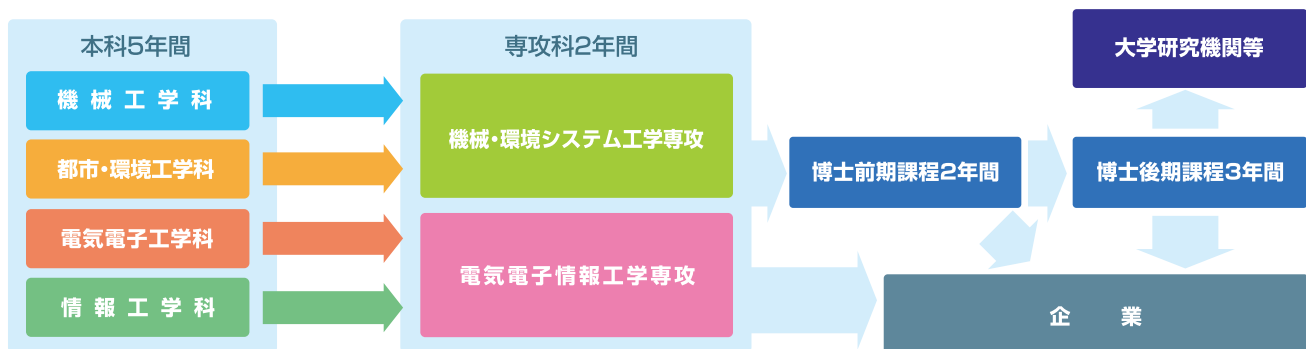 本科5年間
機械工学科
都市・環境工学科
電気電子工学科
情報工学科
専攻科2年間
機械・環境システム工学専攻
電気電子情報工学専攻
博士前期課程2年間
博士後期課程3年間
大学研究機関等
企業